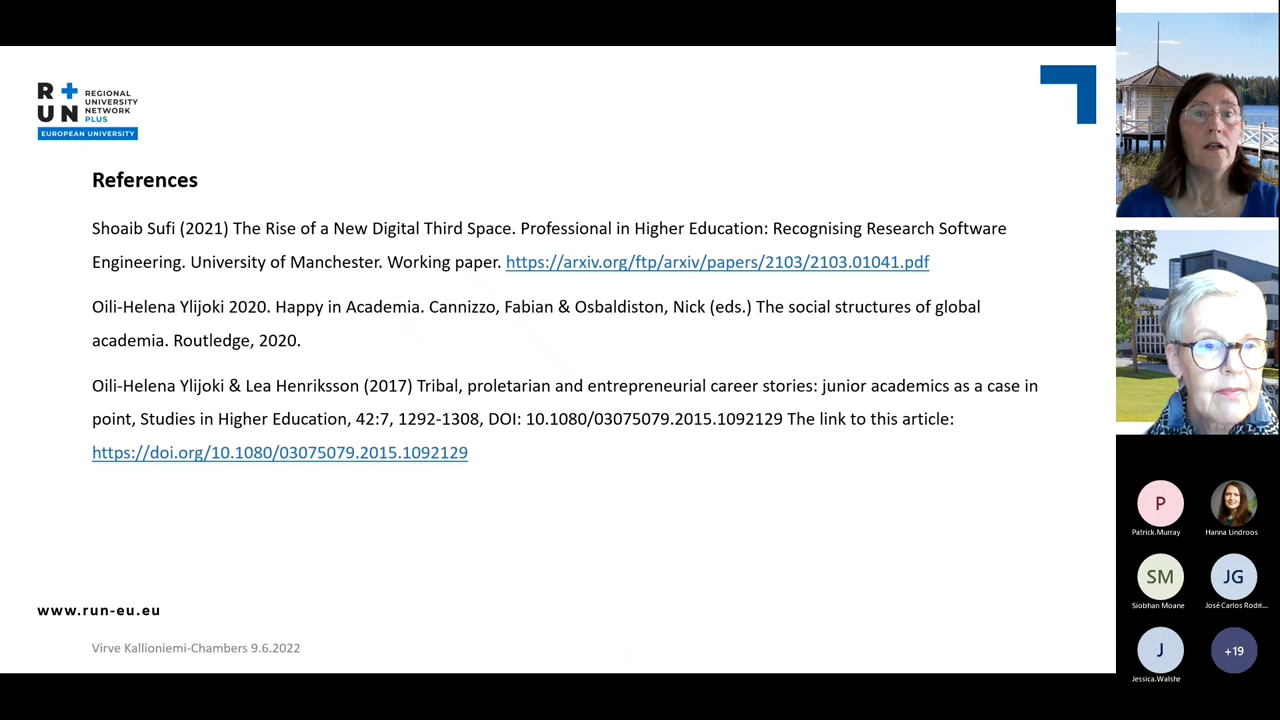 R+
UN
REGIONAL
UNIVERSITY
NETWORK
PLUS
EUROPEAN UNIVERSITY
References
Shoaib Sufi (2021) The Rise of a New Digital Third Space. Professional in Higher Education: Recognising Research Software
Engineering. University of Manchester. Working paper. https://arxiv.org/ftp/arxiv/papers/2103/2103.01041.pdf
Oili-Helena Ylijoki 2020. Happy in Academia. Cannizzo, Fabian & Osbaldiston, Nick (eds.) The social structures of global
academia. Routledge, 2020.
Oili-Helena Ylijoki & Lea Henriksson (2017) Tribal, proletarian and entrepreneurial career stories: junior academics as a case in
point, Studies in Higher Education, 42:7, 1292-1308, DOI: 10.1080/03075079.2015.1092129 The link to this article:
https://doi.org/10.1080/03075079.2015.1092129
www.run-eu.eu
Virve Kallioniemi-Chambers 9.6.2022
P
Patrick.Murray
Hanna Lindroos
SM
Siobhan Moane
JG
José Carlos Rodri...
J
Jessica.Walshe
+19